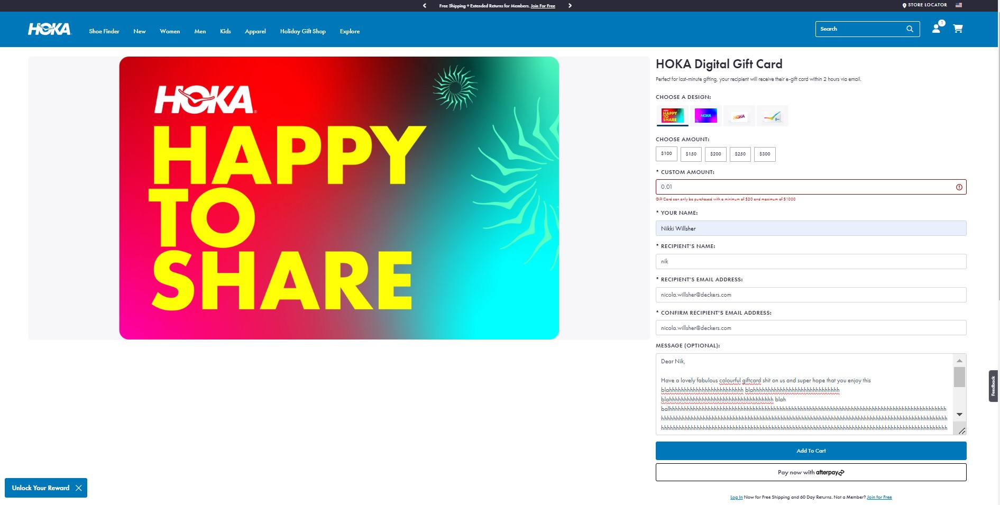 Free Shipping + Extended Returns for Members. Join For Free
STORE LOCATOR
HOKA
Shoe Finder New Women Men Kids Apparel Holiday Gift Shop Explore
Search
1
HOKA
HAPPY
TO
SHARE
HOKA Digital Gift Card
Perfect for last-minute gifting, your recipient will receive their e-gift card within 2 hours via email.
CHOOSE A DESIGN:
HOKA HAPPY TO SHARE HOKA HOKA
CHOOSE AMOUNT:
$100 $150 $200 $250 $300
* CUSTOM AMOUNT:
0.01
Gift Card can only be purchased with a minimum of $20 and maximum of $1000
* YOUR NAME:
Nikki Willsher
* RECIPIENT'S NAME:
nik
* RECIPIENT'S EMAIL ADDRESS:
nicola.willsher@deckers.com
* CONFIRM RECIPIENT'S EMAIL ADDRESS:
nicola.willsher@deckers.com
MESSAGE (OPTIONAL):
Dear Nik,
Have a lovely fabulous colourful giftcard shit on us and super hope that you enjoy this
blah
Feedback
Add To Cart
Pay now with afterpay
Unlock Your Reward
Log In Now for Free Shipping and 60 Day Returns. Not a Member? Join for Free